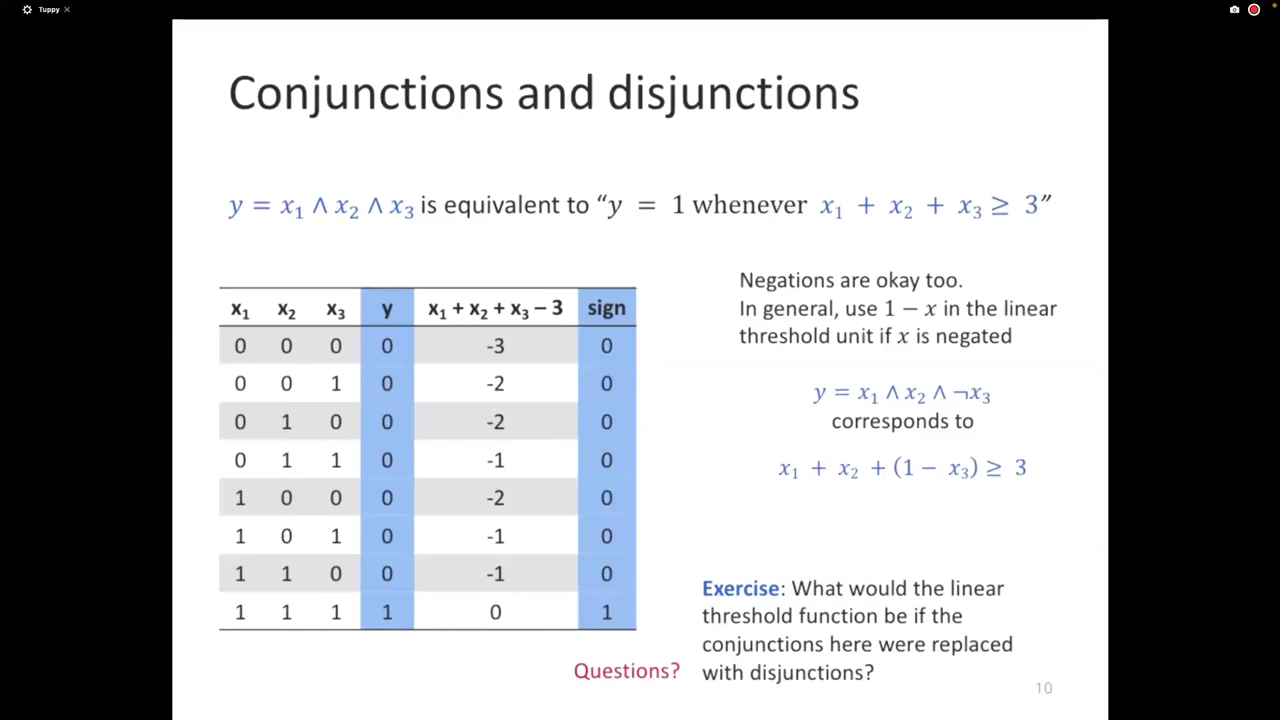 Tuppy
Conjunctions and disjunctions
y = x₁ ∧ x₂ ∧ x₃ is equivalent to “y = 1 whenever x₁ + x₂ + x₃ ≥ 3”
x₁ x₂ x₃ y x₁ + x₂ + x₃ – 3 sign
0 0 0 0 -3 0
0 0 1 0 -2 0
0 1 0 0 -2 0
0 1 1 0 -1 0
1 0 0 0 -2 0
1 0 1 0 -1 0
1 1 0 0 -1 0
1 1 1 1 0 1
Negations are okay too.
In general, use 1 − x in the linear
threshold unit if x is negated
y = x₁ ∧ x₂ ∧ ¬x₃
corresponds to
x₁ + x₂ + (1 − x₃) ≥ 3
Exercise: What would the linear
threshold function be if the
conjunctions here were replaced
with disjunctions?
Questions?
10